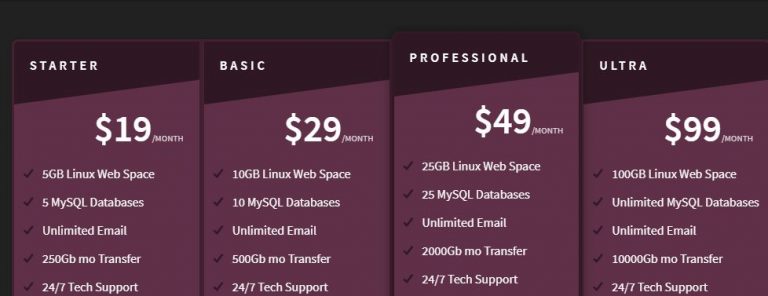 STARTER
$19/MONTH
5GB Linux Web Space
5 MySQL Databases
Unlimited Email
250Gb mo Transfer
24/7 Tech Support
BASIC
$29/MONTH
10GB Linux Web Space
10 MySQL Databases
Unlimited Email
500Gb mo Transfer
24/7 Tech Support
PROFESSIONAL
$49/MONTH
25GB Linux Web Space
25 MySQL Databases
Unlimited Email
2000Gb mo Transfer
24/7 Tech Support
ULTRA
$99/MONTH
100GB Linux Web Space
Unlimited MySQL Databases
Unlimited Email
10000Gb mo Transfer
24/7 Tech Support